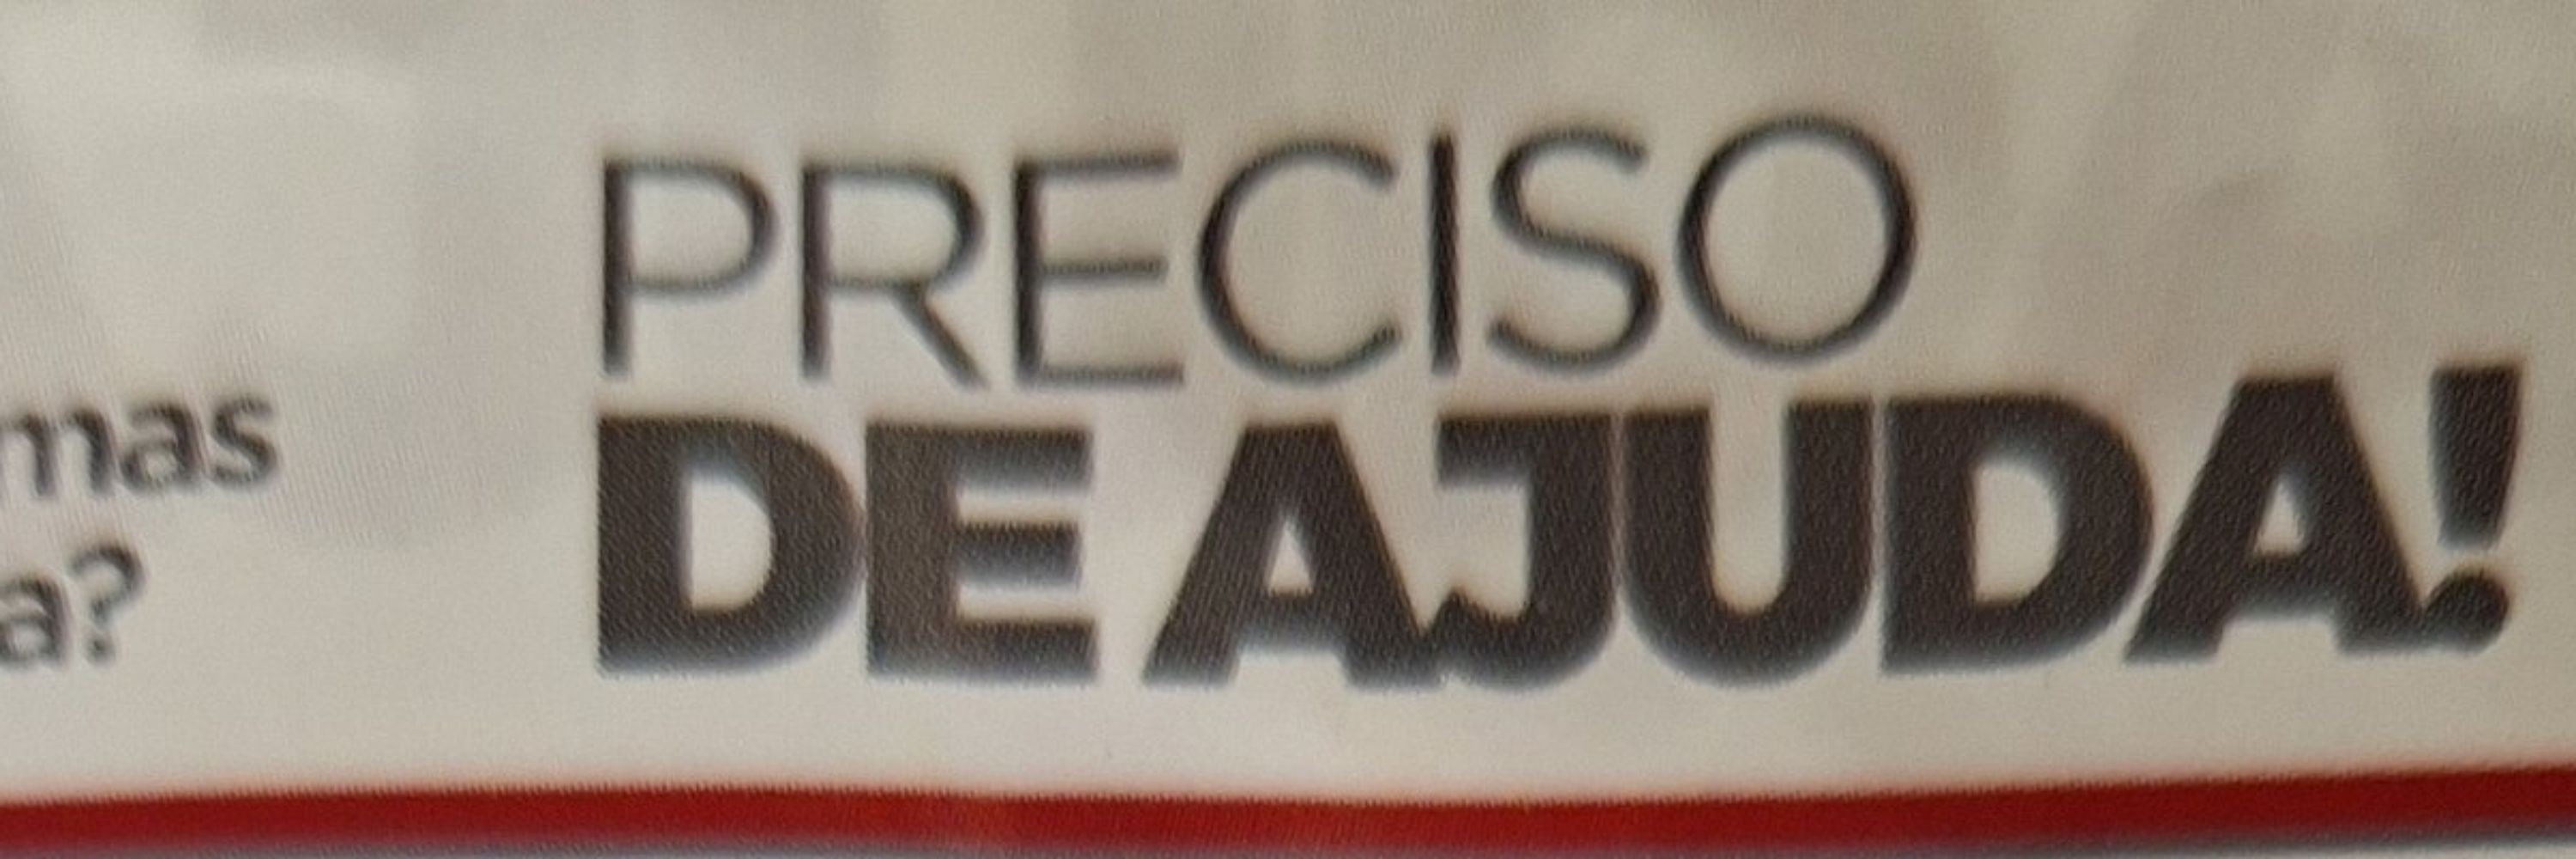 PRECISO
DE AJUDA!
mas
a?